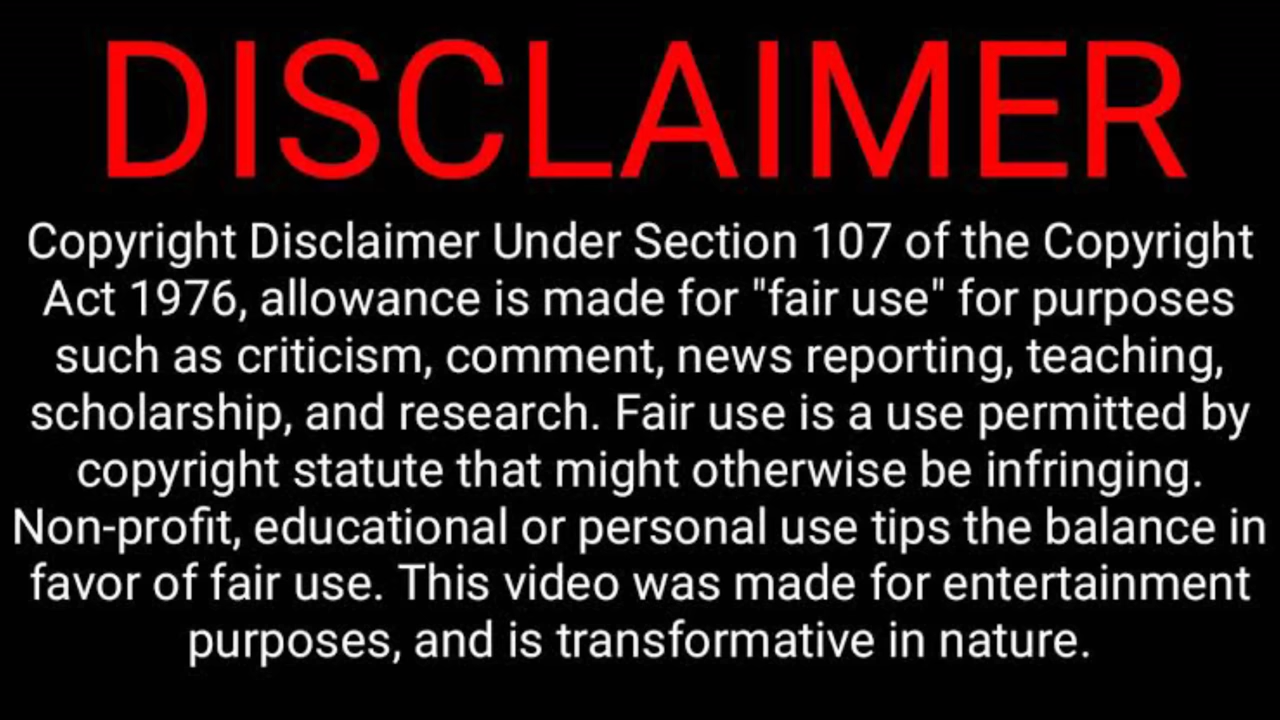 DISCLAIMER
Copyright Disclaimer Under Section 107 of the Copyright
Act 1976, allowance is made for "fair use" for purposes
such as criticism, comment, news reporting, teaching,
scholarship, and research. Fair use is a use permitted by
copyright statute that might otherwise be infringing.
Non-profit, educational or personal use tips the balance in
favor of fair use. This video was made for entertainment
purposes, and is transformative in nature.